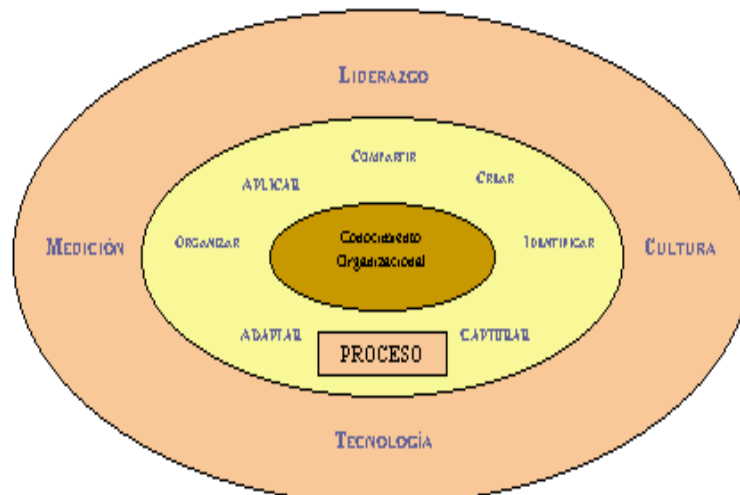 LIDERAZGO
COMPARTIR
APLICAR
CREAR
MEDICIÓN
ORGANIZAR
Conocimiento
Organizacional
IDENTIFICAR
CULTURA
ADAPTAR
PROCESO
CAPTURAR
TECNOLOGÍA